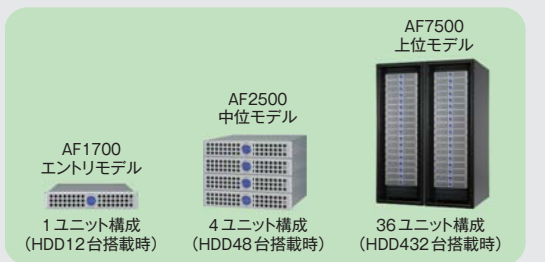 AF1700
エントリモデル
1ユニット構成
（HDD12台搭載時）
AF2500
中位モデル
4ユニット構成
（HDD48台搭載時）
AF7500
上位モデル
36ユニット構成
（HDD432台搭載時）